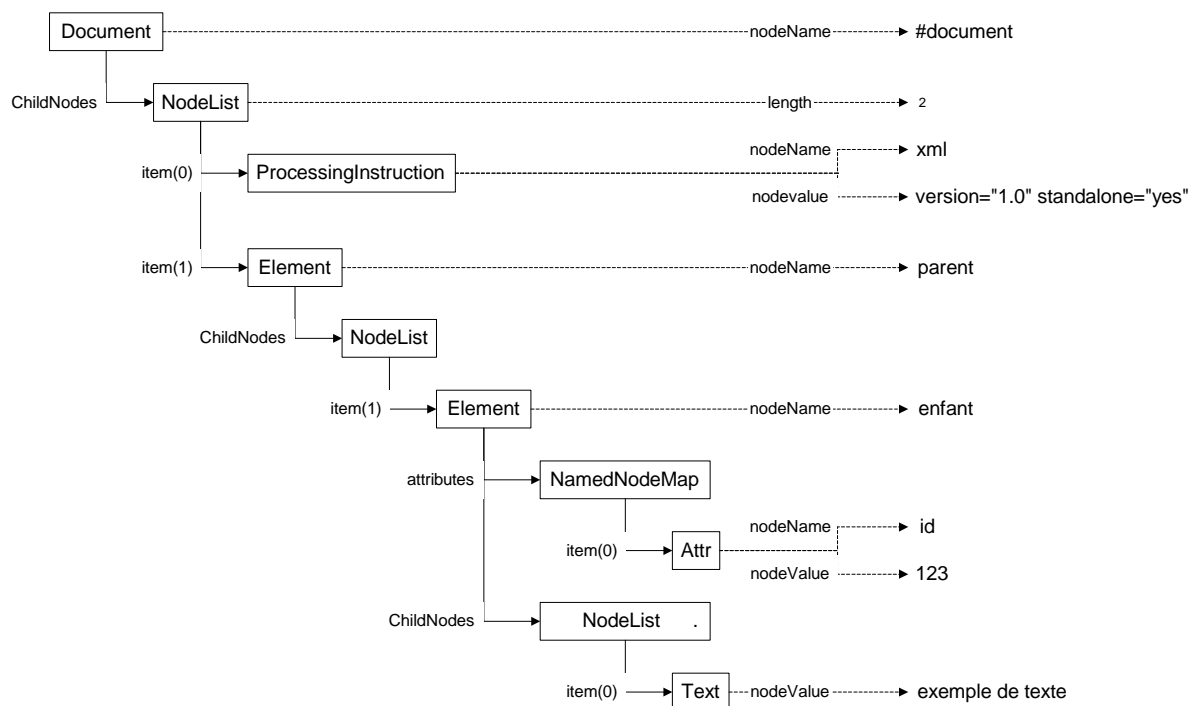 Document nodeName #document
ChildNodes NodeList length 2
nodeName xml
item(0) ProcessingInstruction
nodevalue version="1.0" standalone="yes"
item(1) Element nodeName parent
ChildNodes NodeList
item(1) Element nodeName enfant
attributes NamedNodeMap
nodeName id
item(0) Attr
nodeValue 123
ChildNodes NodeList .
item(0) Text nodeValue exemple de texte